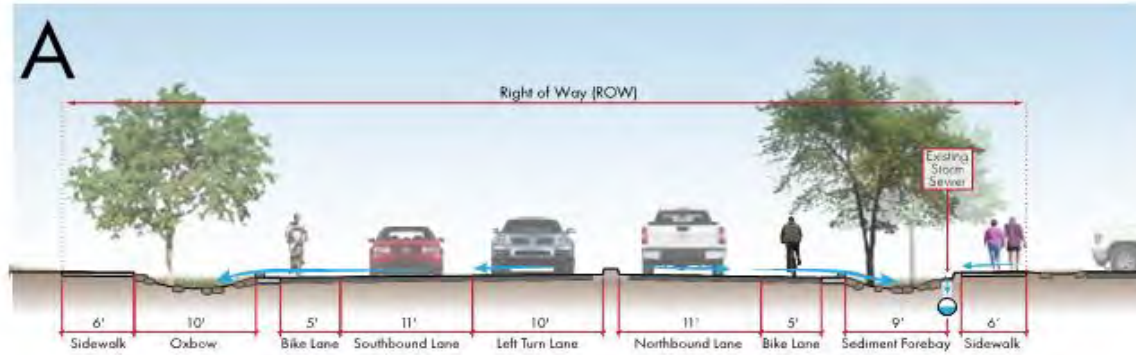 A
Right of Way (ROW)
Existing
Storm
Sewer
6' 10' 5' 11' 10' 11' 5' 9' 6'
Sidewalk Oxbow Bike Lane Southbound Lane Left Turn Lane Northbound Lane Bike Lane Sediment Forebay Sidewalk